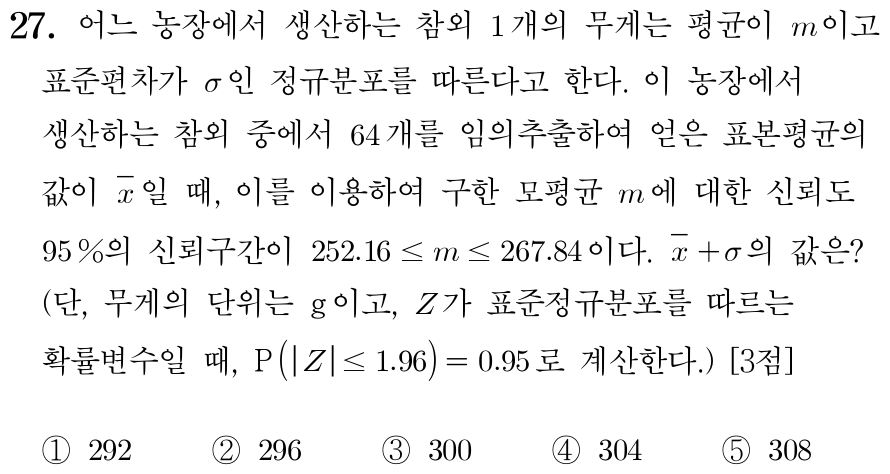 27. 어느 농장에서 생산하는 참외 1개의 무게는 평균이 m이고
표준편차가 σ인 정규분포를 따른다고 한다. 이 농장에서
생산하는 참외 중에서 64개를 임의추출하여 얻은 표본평균의
값이 x̄일 때, 이를 이용하여 구한 모평균 m에 대한 신뢰도
95%의 신뢰구간이 252.16 ≤ m ≤ 267.84이다. x̄+σ의 값은?
(단, 무게의 단위는 g이고, Z가 표준정규분포를 따르는
확률변수일 때, P(|Z| ≤ 1.96) = 0.95로 계산한다.) [3점]
① 292 ② 296 ③ 300 ④ 304 ⑤ 308